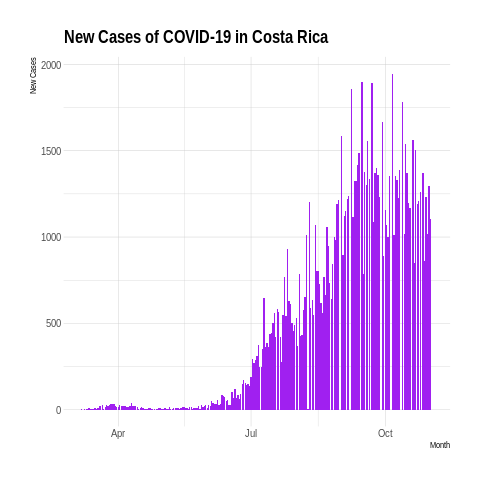 New Cases of COVID-19 in Costa Rica
New Cases
2000
1500
1000
500
0
Apr
Jul
Oct
Month